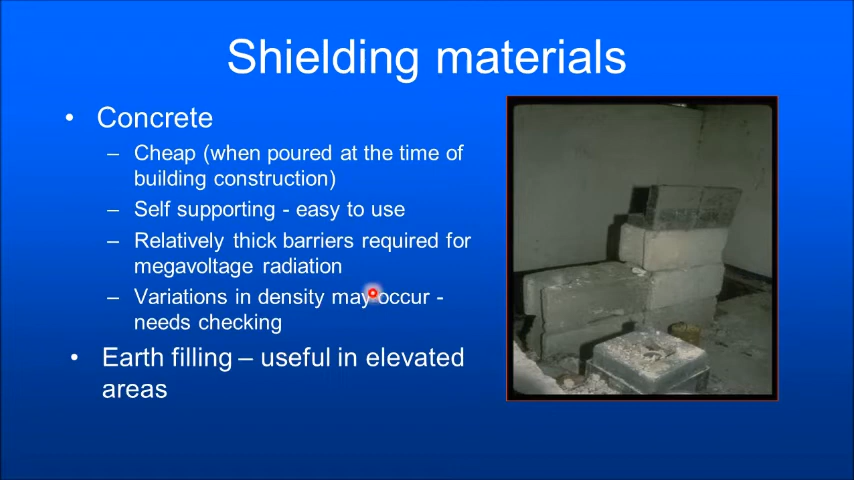 Shielding materials
• Concrete
– Cheap (when poured at the time of
building construction)
– Self supporting - easy to use
– Relatively thick barriers required for
megavoltage radiation
– Variations in density may occur -
needs checking
• Earth filling – useful in elevated
areas